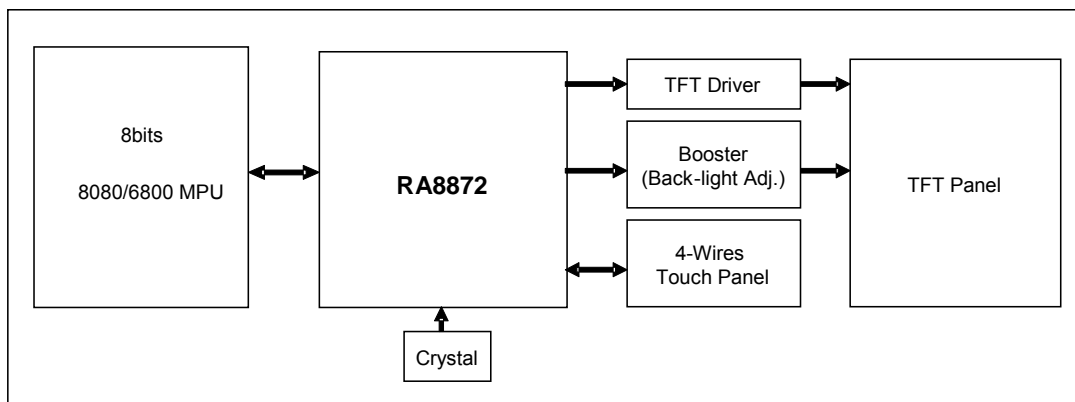 8bits
8080/6800 MPU
RA8872
Crystal
TFT Driver
Booster
(Back-light Adj.)
4-Wires
Touch Panel
TFT Panel